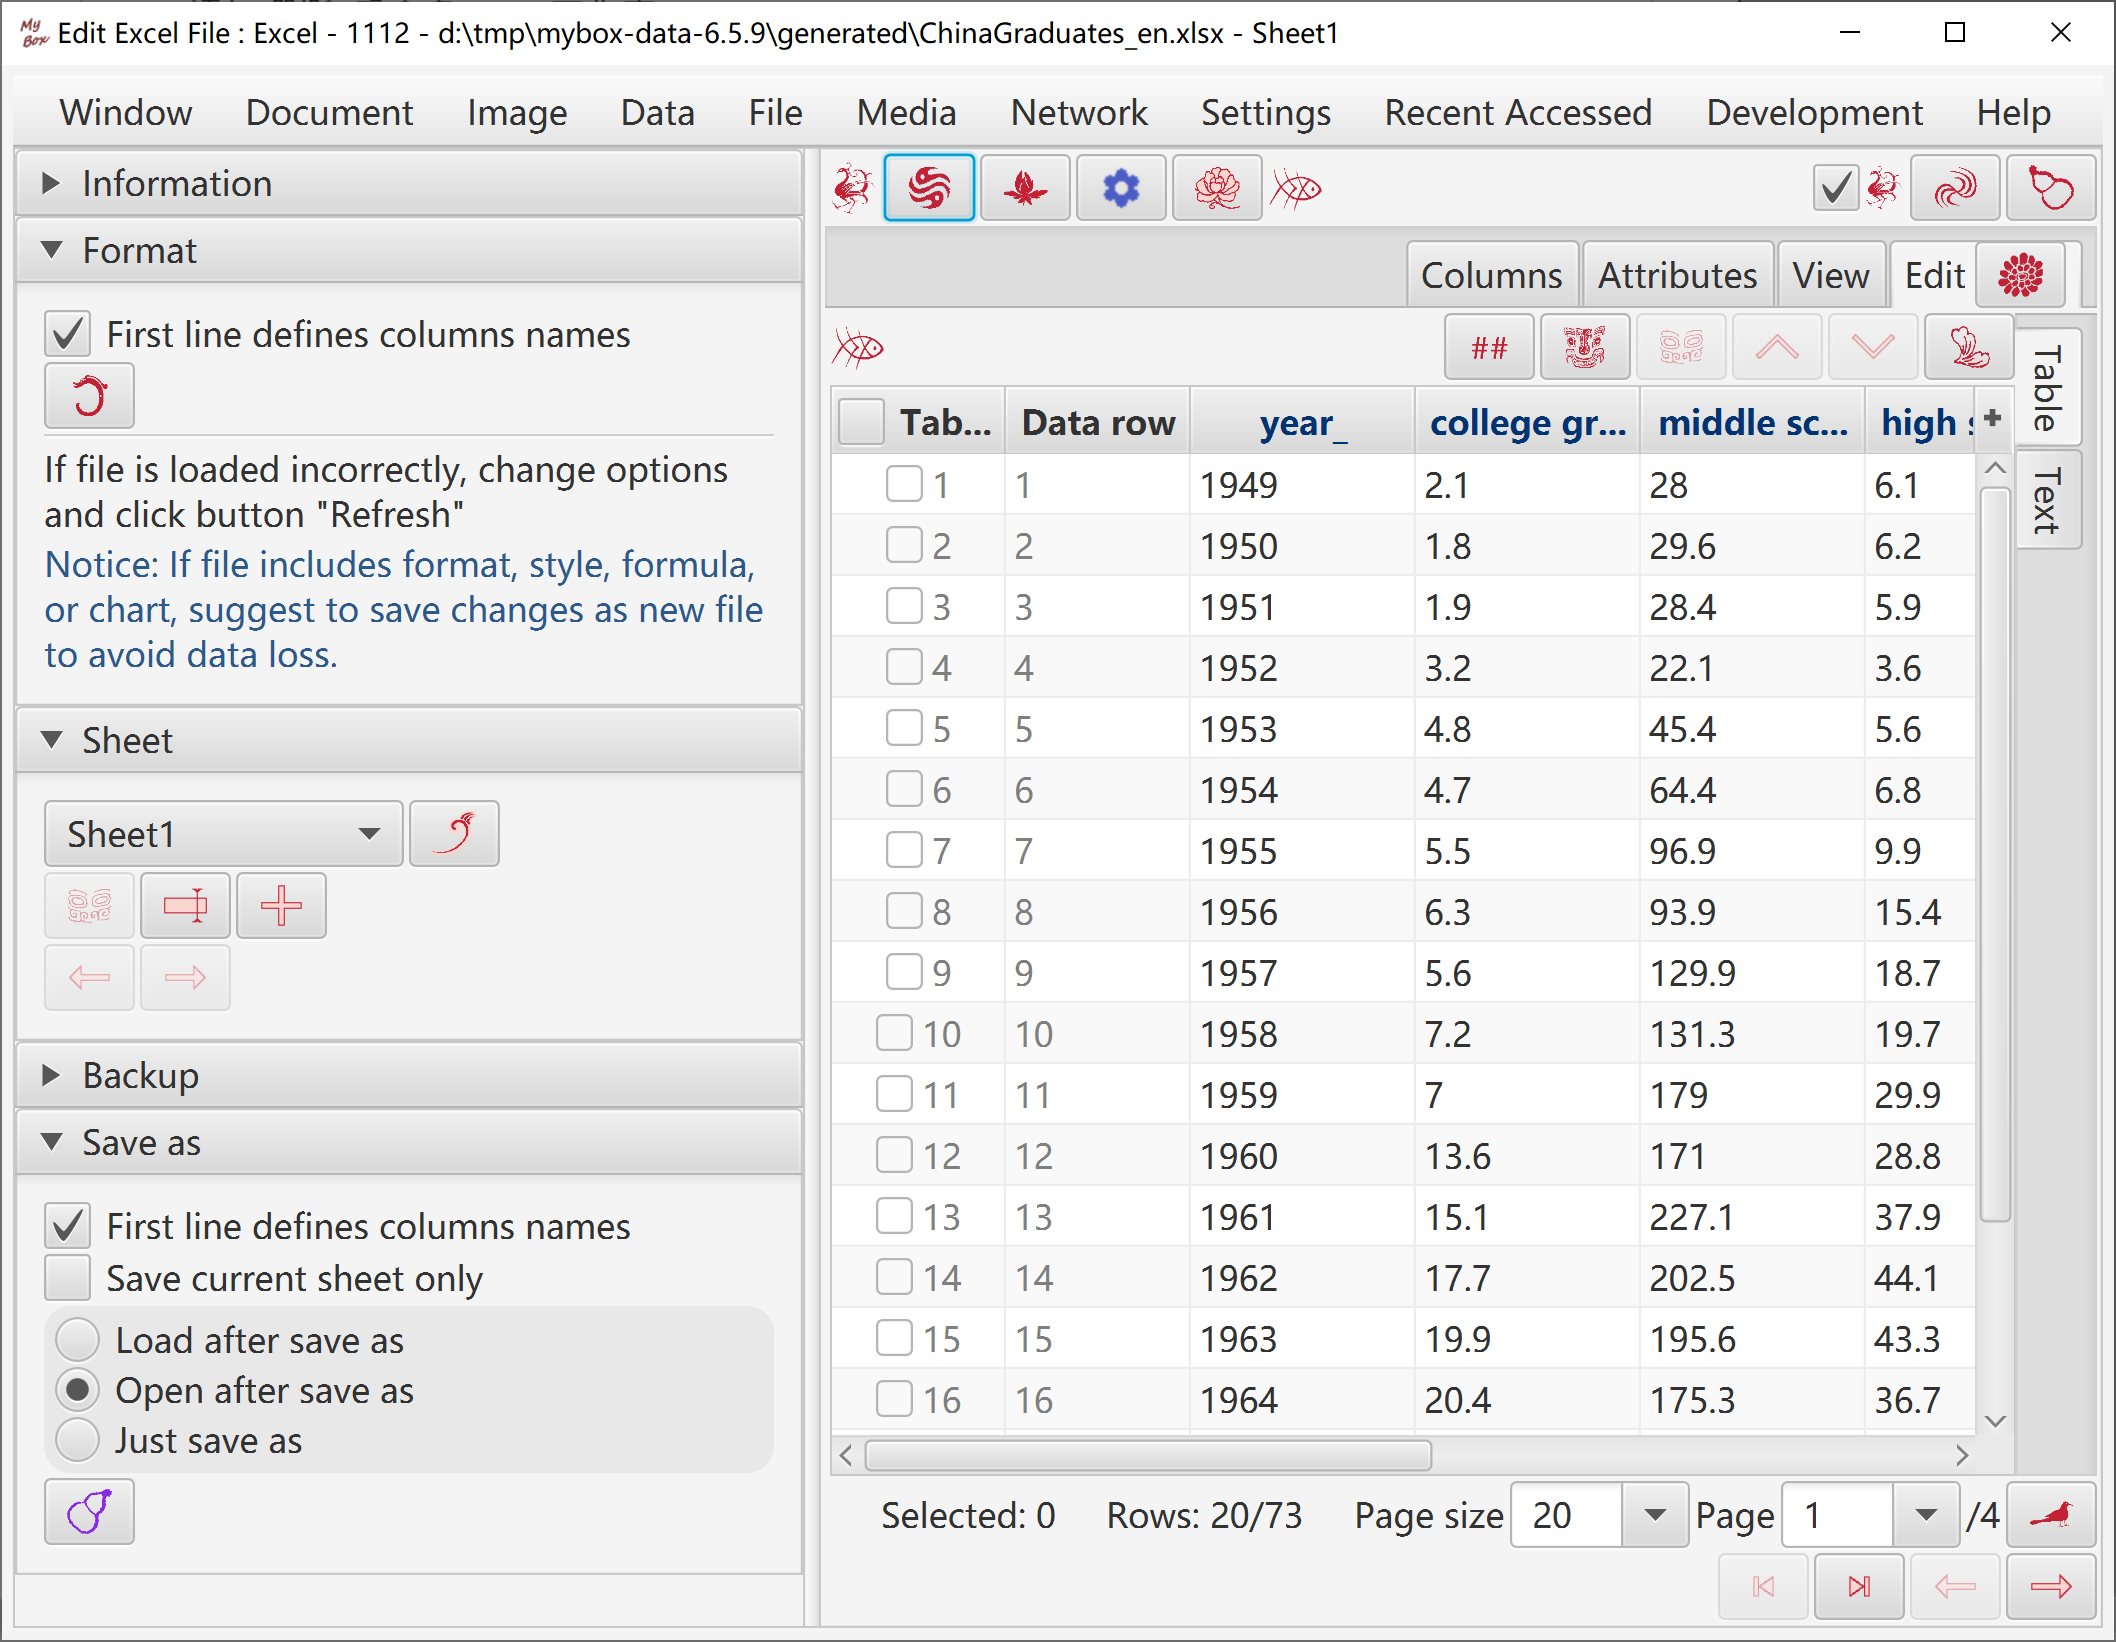 My Box
Edit Excel File : Excel - 1112 - d:\tmp\mybox-data-6.5.9\generated\ChinaGraduates_en.xlsx - Sheet1
Window Document Image Data File Media Network Settings Recent Accessed Development Help
Information
Format
First line defines columns names
If file is loaded incorrectly, change options
and click button "Refresh"
Notice: If file includes format, style, formula,
or chart, suggest to save changes as new file
to avoid data loss.
Sheet
Sheet1
Backup
Save as
First line defines columns names
Save current sheet only
Load after save as
Open after save as
Just save as
Columns Attributes View Edit
##
Table
Text
Tab... Data row year_ college gr... middle sc... high s +
1 1 1949 2.1 28 6.1
2 2 1950 1.8 29.6 6.2
3 3 1951 1.9 28.4 5.9
4 4 1952 3.2 22.1 3.6
5 5 1953 4.8 45.4 5.6
6 6 1954 4.7 64.4 6.8
7 7 1955 5.5 96.9 9.9
8 8 1956 6.3 93.9 15.4
9 9 1957 5.6 129.9 18.7
10 10 1958 7.2 131.3 19.7
11 11 1959 7 179 29.9
12 12 1960 13.6 171 28.8
13 13 1961 15.1 227.1 37.9
14 14 1962 17.7 202.5 44.1
15 15 1963 19.9 195.6 43.3
16 16 1964 20.4 175.3 36.7
Selected: 0 Rows: 20/73 Page size 20 Page 1 /4